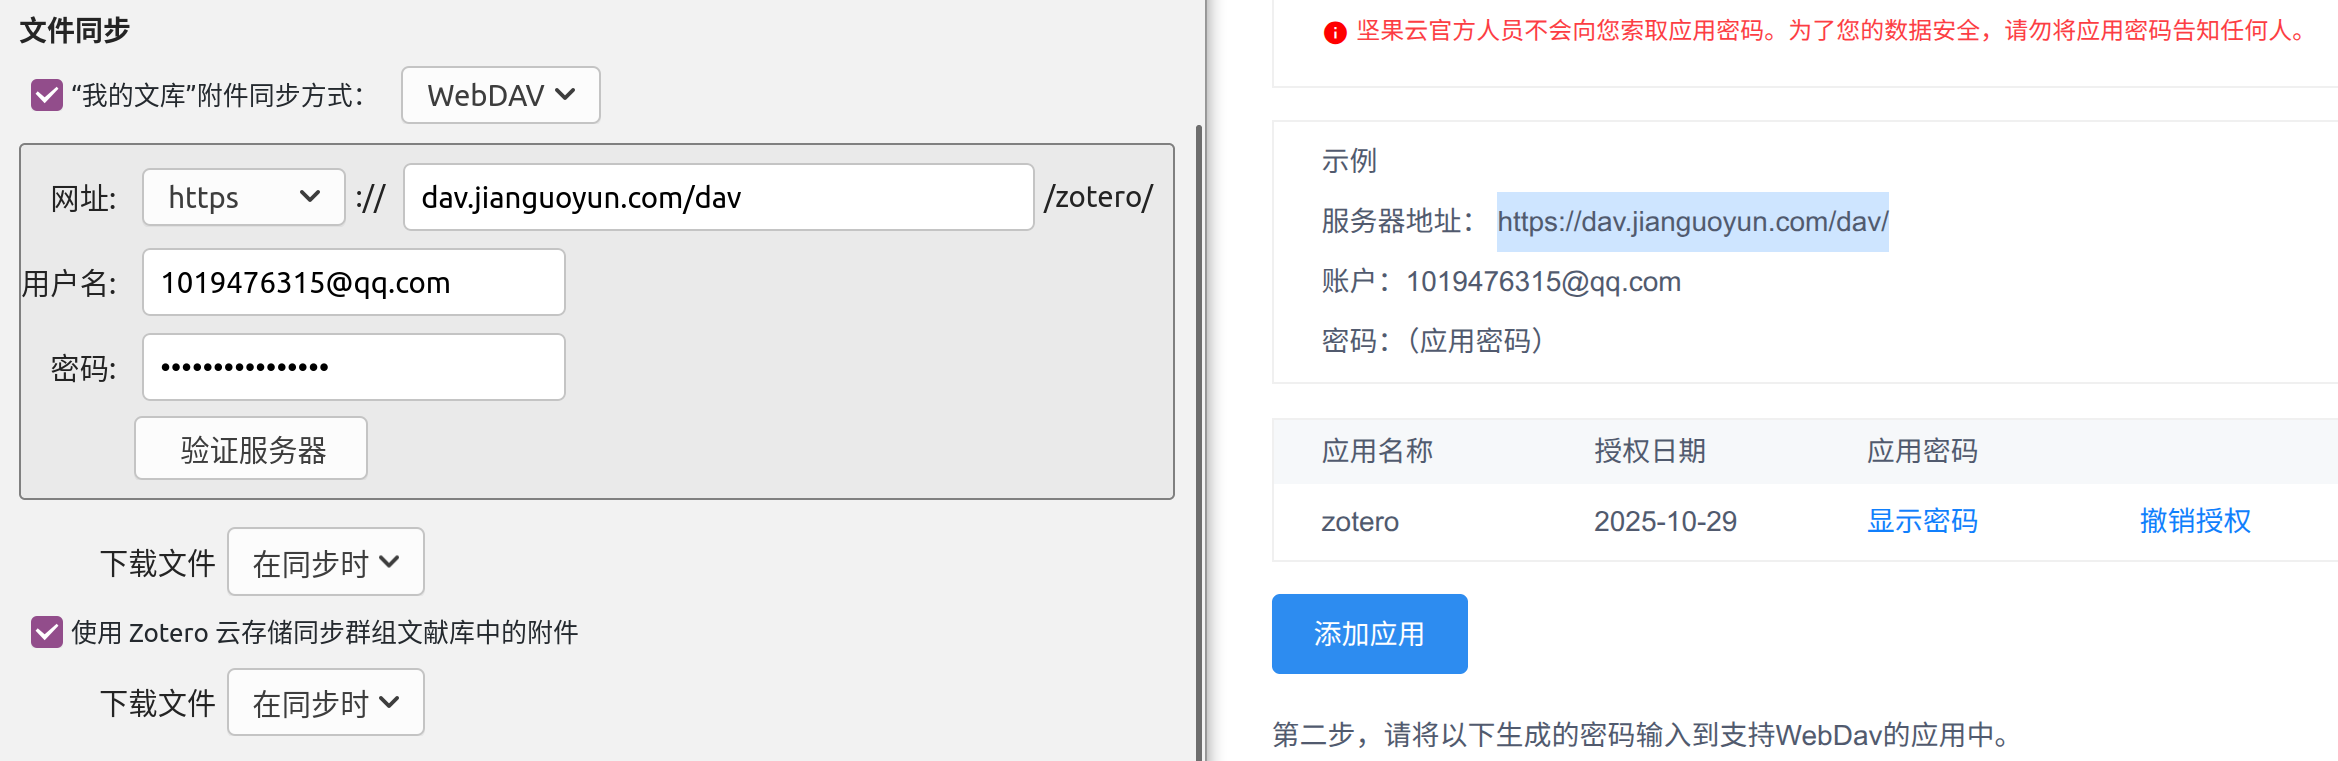 文件同步
“我的文库”附件同步方式： WebDAV
网址: https :// dav.jianguoyun.com/dav /zotero/
用户名: 1019476315@qq.com
密码: ••••••••••••••••
验证服务器
下载文件 在同步时
使用 Zotero 云存储同步群组文献库中的附件
下载文件 在同步时
坚果云官方人员不会向您索取应用密码。为了您的数据安全，请勿将应用密码告知任何人。
示例
服务器地址： https://dav.jianguoyun.com/dav/
账户：1019476315@qq.com
密码：（应用密码）
应用名称 授权日期 应用密码
zotero 2025-10-29 显示密码 撤销授权
添加应用
第二步，请将以下生成的密码输入到支持WebDav的应用中。